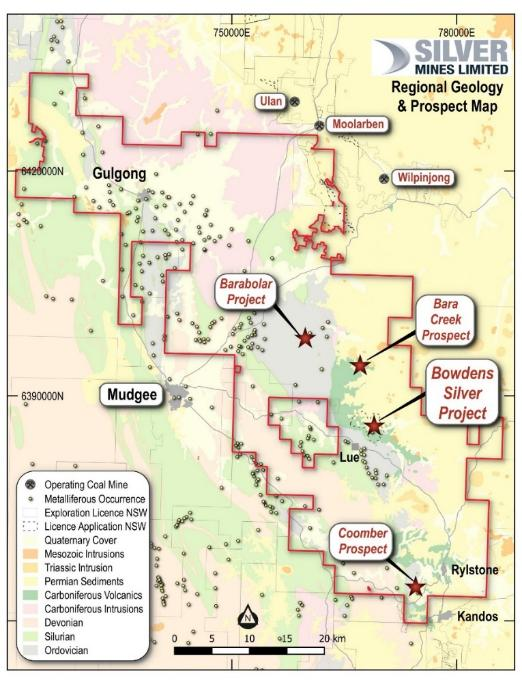 750000E
780000E
SILVER
MINES LIMITED
Regional Geology
& Prospect Map
Ulan
Moolarben
Wilpinjong
6420000N
Gulgong
Barabolar
Project
Bara
Creek
Prospect
Bowdens
Silver
Project
6390000N
Mudgee
Lue
Coomber
Prospect
Rylstone
Kandos
Operating Coal Mine
Metalliferous Occurrence
Exploration Licence NSW
Licence Application NSW
Quaternary Cover
Mesozoic Intrusions
Triassic Intrusion
Permian Sediments
Carboniferous Volcanics
Carboniferous Intrusions
Devonian
Silurian
Ordovician
N
0 5 10 15 20 km